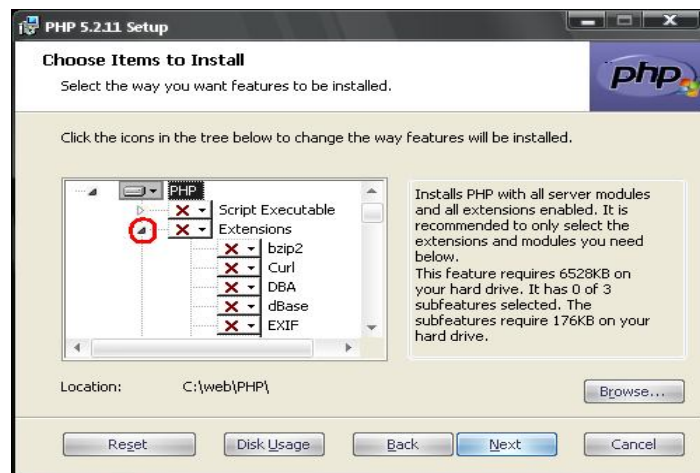 PHP 5.2.11 Setup
Choose Items to Install
Select the way you want features to be installed.
php
Click the icons in the tree below to change the way features will be installed.
PHP
Script Executable
Extensions
bzip2
Curl
DBA
dBase
EXIF
Installs PHP with all server modules
and all extensions enabled. It is
recommended to only select the
extensions and modules you need
below.
This feature requires 6528KB on
your hard drive. It has 0 of 3
subfeatures selected. The
subfeatures require 176KB on your
hard drive.
Location: C:\web\PHP\
Browse...
Reset Disk Usage Back Next Cancel